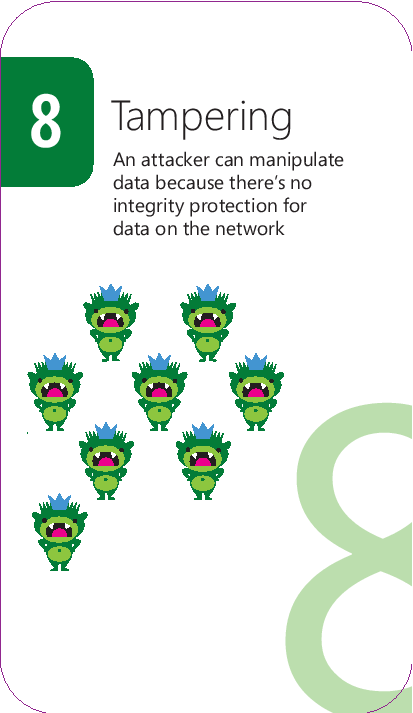 8
Tampering
An attacker can manipulate
data because there's no
integrity protection for
data on the network
8